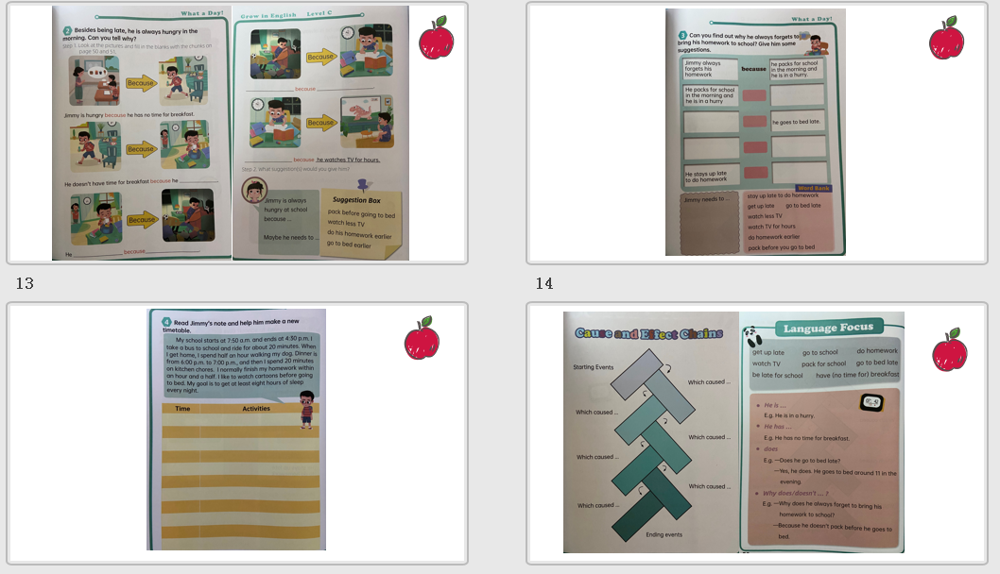 What a Day!
2 Besides being late, he is always hungry in the
morning. Can you tell why?
Step 1. Look at the pictures and fill in the blanks with the chunks on
page 50 and 51.
Because
Jimmy is hungry because he has no time for breakfast.
Because
He doesn't have time for breakfast because he
Because
He because
Grow in English Level C
Because
because
Because
because he watches TV for hours.
Step 2. What suggestion(s) would you give him?
Jimmy is always
hungry at school
because ...
Maybe he needs to ...
Suggestion Box
pack before going to bed
watch less TV
do his homework earlier
go to bed earlier
What a Day!
3 Can you find out why he always forgets to
bring his homework to school? Give him some
suggestions.
Jimmy always
forgets his
homework
because
he packs for school
in the morning and
he is in a hurry.
He packs for school
in the morning and
he is in a hurry
he goes to bed late.
He stays up late
to do homework
Word Bank
Jimmy needs to ...
stay up late to do homework
get up late go to bed late
watch less TV
watch TV for hours
do homework earlier
pack before you go to bed
13
14
4 Read Jimmy's note and help him make a new
timetable.
My school starts at 7:50 a.m. and ends at 4:30 p.m. I
take a bus to school and ride for about 20 minutes. When
I get home, I spend half an hour walking my dog. Dinner is
from 6:00 p.m. to 7:00 p.m., and then I spend 20 minutes
on kitchen chores. I normally finish my homework within
an hour and a half. I like to watch cartoons before going
to bed. My goal is to get at least eight hours of sleep
every night.
Time Activities
Cause and Effect Chains
Starting Events
Which caused ...
Which caused ...
Which caused ...
Which caused ...
Which caused ...
Which caused ...
Ending events
Language Focus
get up late go to school do homework
watch TV pack for school go to bed late
be late for school have (no time for) breakfast
He is ...
E.g. He is in a hurry.
He has ...
E.g. He has no time for breakfast.
does
E.g. —Does he go to bed late?
—Yes, he does. He goes to bed around 11 in the
evening.
Why does/doesn't ... ?
E.g. —Why does he always forget to bring his
homework to school?
—Because he doesn't pack before he goes to
bed.